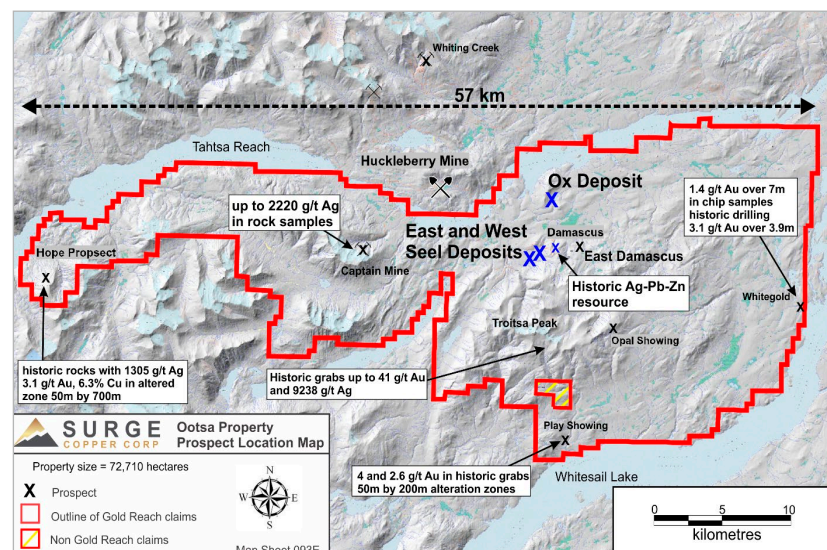 Whiting Creek
57 km
Tahtsa Reach
Huckleberry Mine
Ox Deposit
1.4 g/t Au over 7m
in chip samples
historic drilling
3.1 g/t Au over 3.9m
up to 2220 g/t Ag
in rock samples
East and West
Seel Deposits
Damascus
East Damascus
Hope Propsect
Captain Mine
Historic Ag-Pb-Zn
resource
Whitegold
Troitsa Peak
Opal Showing
historic rocks with 1305 g/t Ag
3.1 g/t Au, 6.3% Cu in altered
zone 50m by 700m
Historic grabs up to 41 g/t Au
and 9238 g/t Ag
Play Showing
4 and 2.6 g/t Au in historic grabs
50m by 200m alteration zones
Whitesail Lake
SURGE
COPPER CORP
Ootsa Property
Prospect Location Map
Property size = 72,710 hectares
N
W
E
S
X Prospect
Outline of Gold Reach claims
Non Gold Reach claims
Map Sheet 093E
0 5 10
kilometres